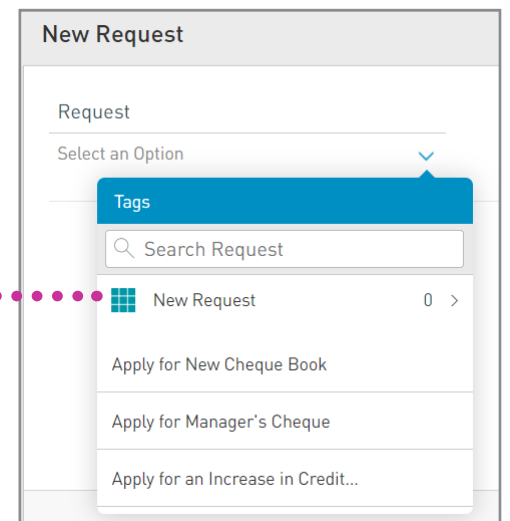 New Request
Request
Select an Option
Tags
Search Request
New Request 0
Apply for New Cheque Book
Apply for Manager's Cheque
Apply for an Increase in Credit...